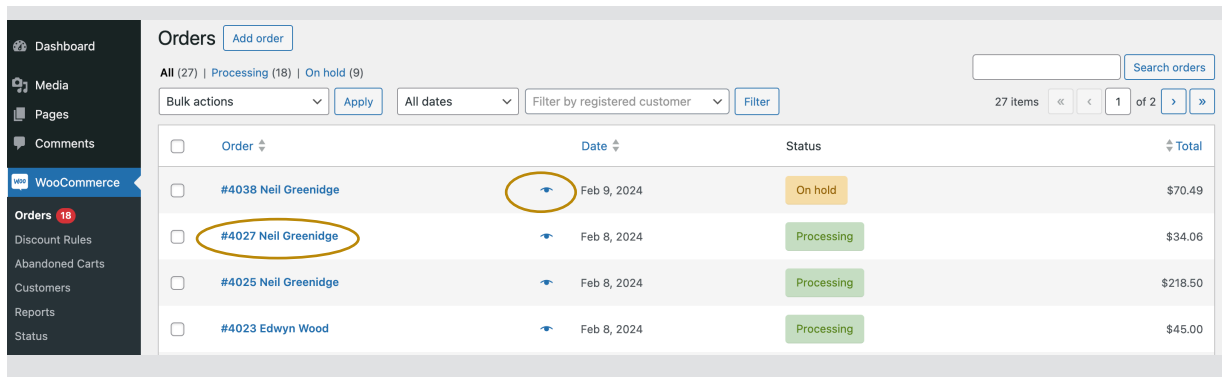 Dashboard
Media
Pages
Comments
Woo WooCommerce
Orders 18
Discount Rules
Abandoned Carts
Customers
Reports
Status
Orders Add order
All (27) | Processing (18) | On hold (9)
Search orders
Bulk actions Apply All dates Filter by registered customer Filter 27 items « ‹ 1 of 2 › »
Order Date Status Total
#4038 Neil Greenidge Feb 9, 2024 On hold $70.49
#4027 Neil Greenidge Feb 8, 2024 Processing $34.06
#4025 Neil Greenidge Feb 8, 2024 Processing $218.50
#4023 Edwyn Wood Feb 8, 2024 Processing $45.00